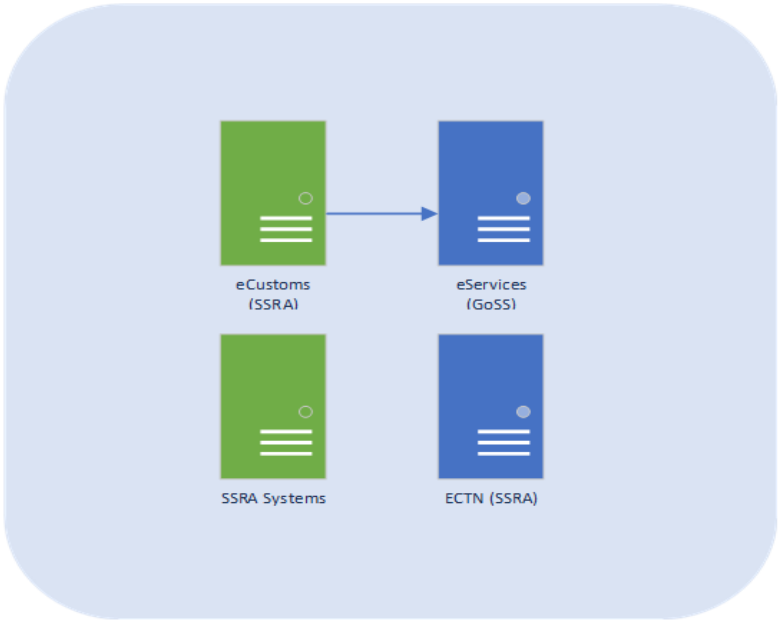 eCustoms
(SSRA)
eServices
(GoSS)
SSRA Systems
ECTN (SSRA)